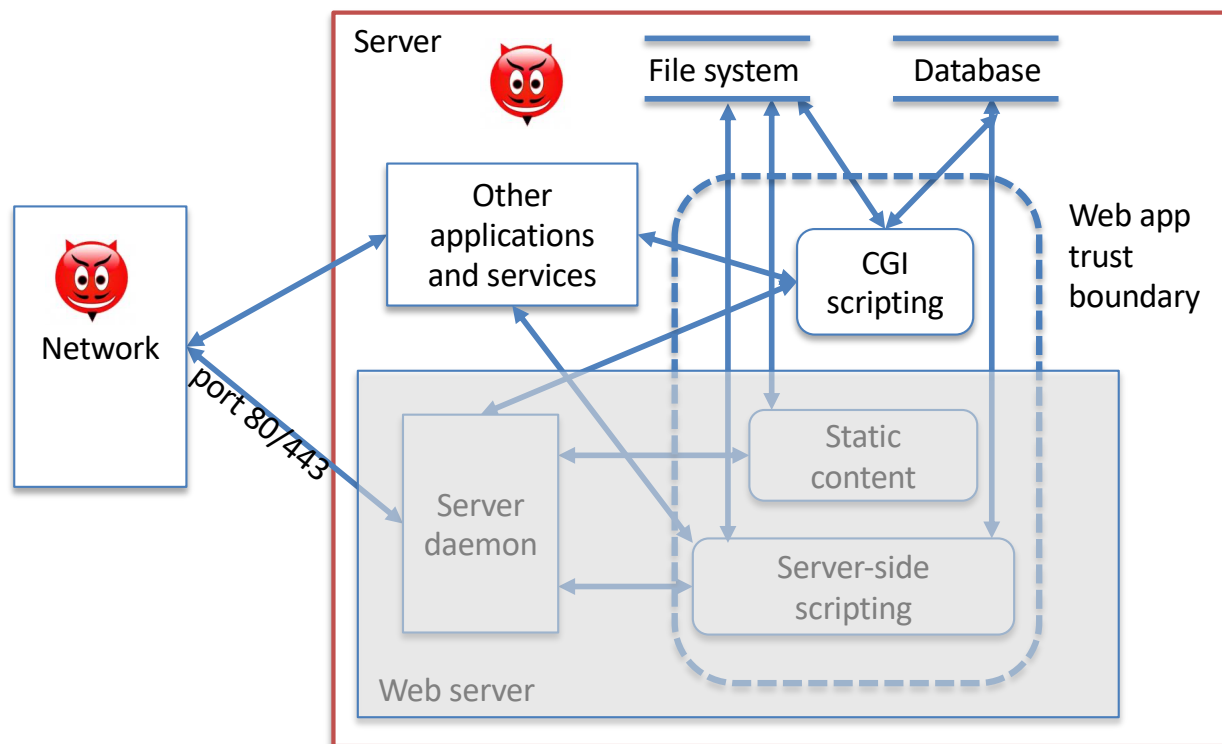 Server
File system
Database
Other
applications
and services
Web app
trust
boundary
CGI
scripting
Network
port 80/443
Static
content
Server
daemon
Server-side
scripting
Web server